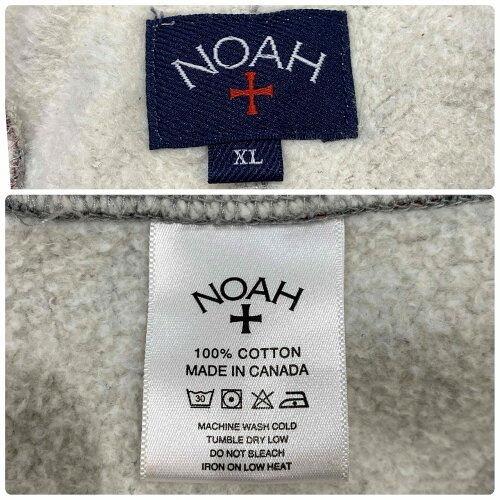 NOAH
XL
NOAH
100% COTTON
MADE IN CANADA
30
MACHINE WASH COLD
TUMBLE DRY LOW
DO NOT BLEACH
IRON ON LOW HEAT